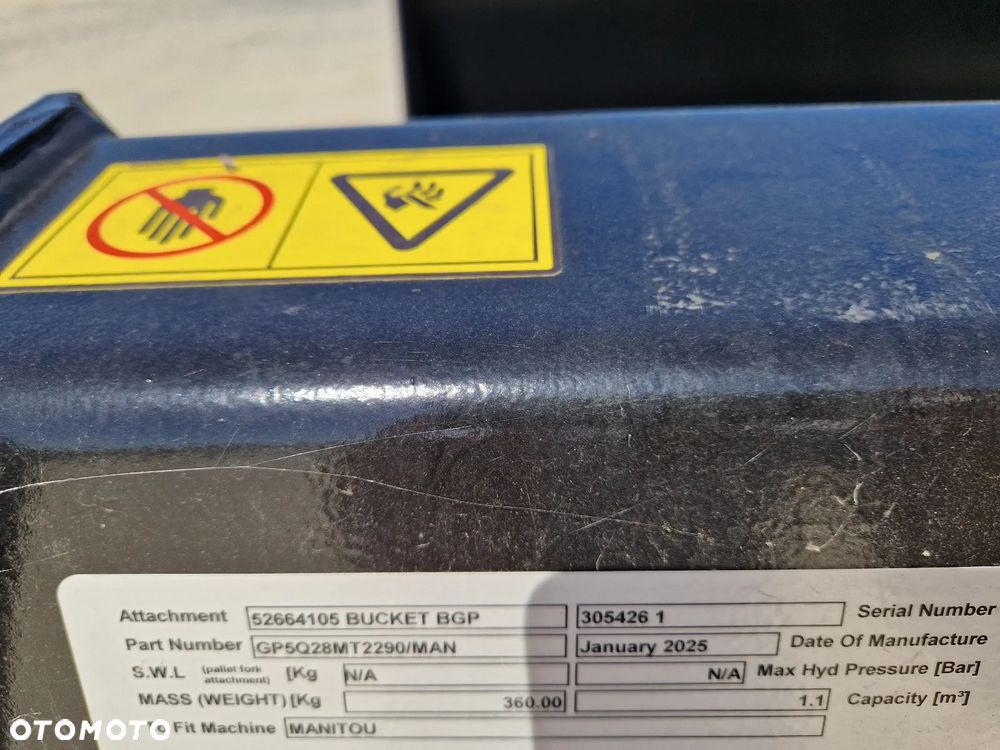 Attachment 52664105 BUCKET BGP 305426 1 Serial Number
Part Number GP5Q28MT2290/MAN January 2025 Date Of Manufacture
S.W.L (pallet fork attachment) [Kg N/A N/A Max Hyd Pressure [Bar]
MASS (WEIGHT) [Kg 360.00 1.1 Capacity [m³]
To Fit Machine MANITOU
OTOMOTO